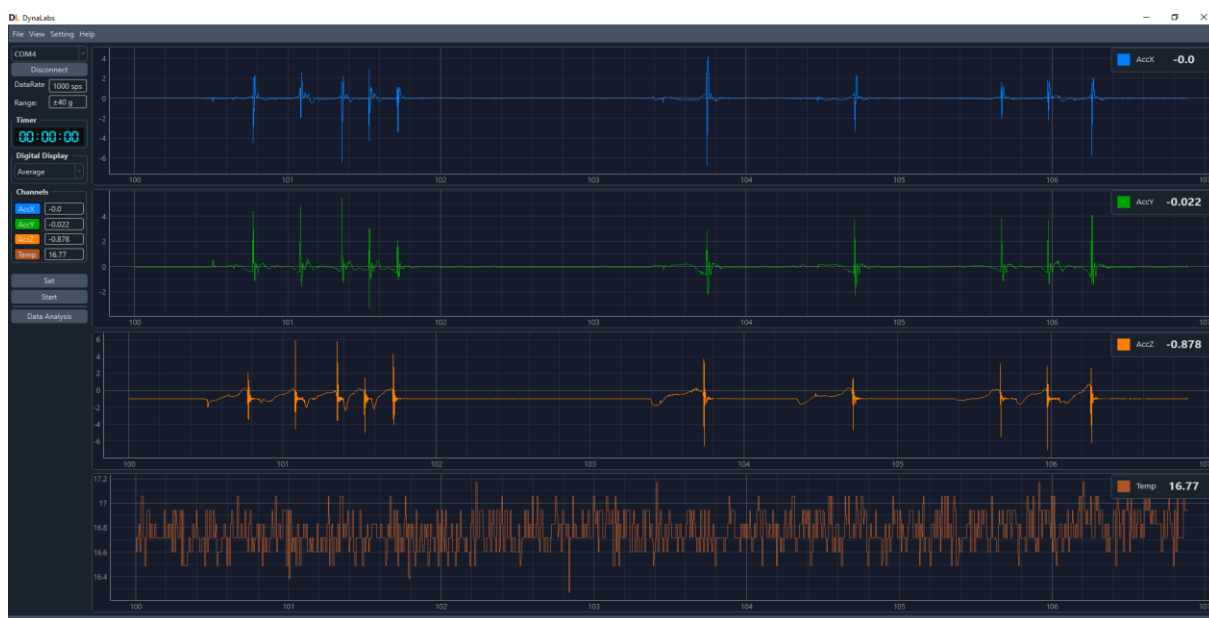 DL DynaLabs
File View Setting Help
COM4
Disconnect
DataRate 1000 sps
Range: ±40 g
Timer
00:00:00
Digital Display
Average
Channels
AccX -0.0
AccY -0.022
AccZ -0.878
Temp 16.77
Set
Start
Data Analysis
4
2
0
-2
-4
-6
100 101 102 103 104 105 106 107
AccX -0.0
4
2
0
-2
100 101 102 103 104 105 106 107
AccY -0.022
6
4
2
0
-2
-4
-6
100 101 102 103 104 105 106 107
AccZ -0.878
17.2
17
16.8
16.6
16.4
100 101 102 103 104 105 106 107
Temp 16.77